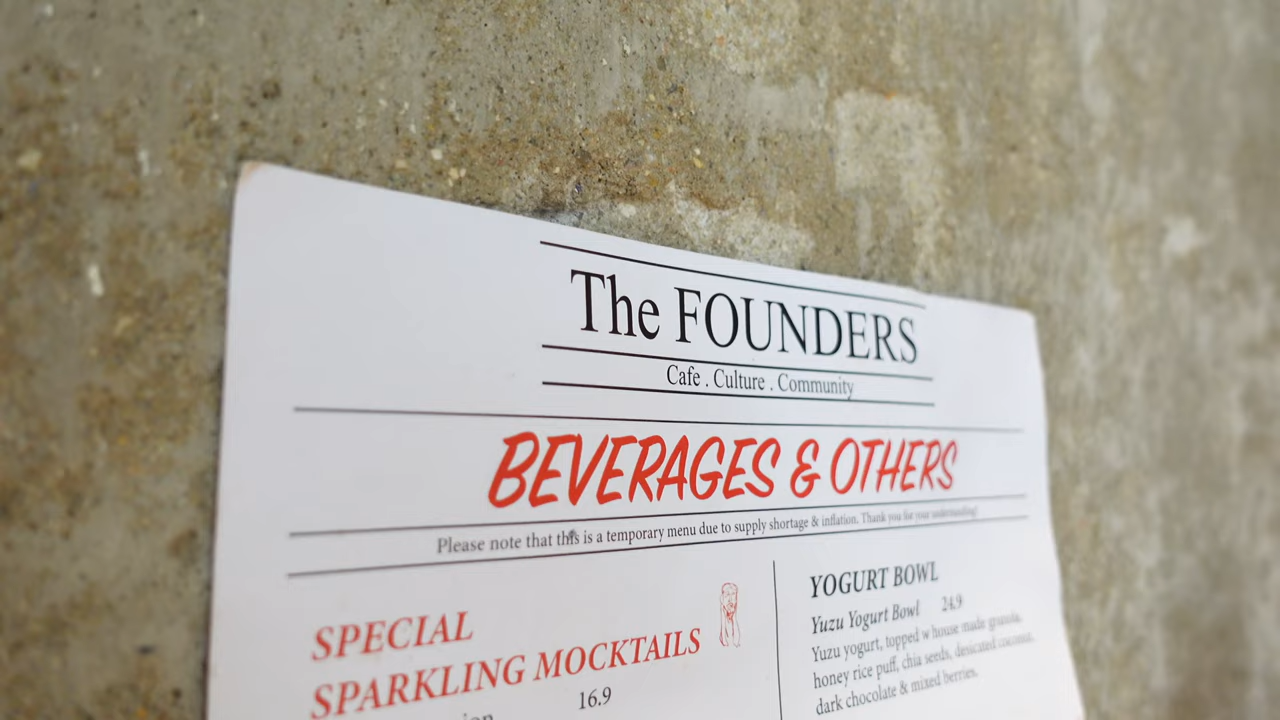 The FOUNDERS
Cafe . Culture . Community
BEVERAGES & OTHERS
Please note that this is a temporary menu due to supply shortage & inflation. Thank you for your understanding!
SPECIAL
SPARKLING MOCKTAILS
16.9
YOGURT BOWL
Yuzu Yogurt Bowl 24.9
Yuzu yogurt, topped w house made granola,
honey rice puff, chia seeds, desicated coconut,
dark chocolate & mixed berries.